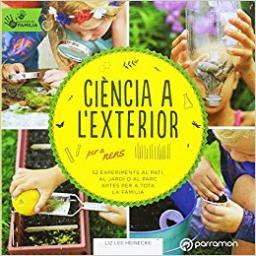 FAMÍLIA
CIÈNCIA A
L'EXTERIOR
per a nens
52 EXPERIMENTS AL PATI,
AL JARDÍ O AL PARC
APTES PER A TOTA
LA FAMÍLIA
LIZ LEE HEINECKE
parramon